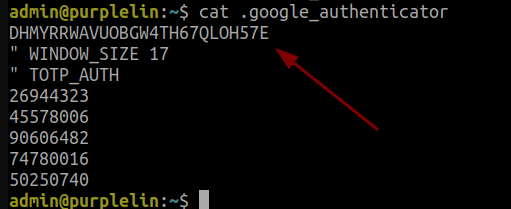 admin@purplelin:~$ cat .google_authenticator
DHMYRRWAVUOBGW4TH67QLOH57E
" WINDOW_SIZE 17
" TOTP_AUTH
26944323
45578006
90606482
74780016
50250740
admin@purplelin:~$